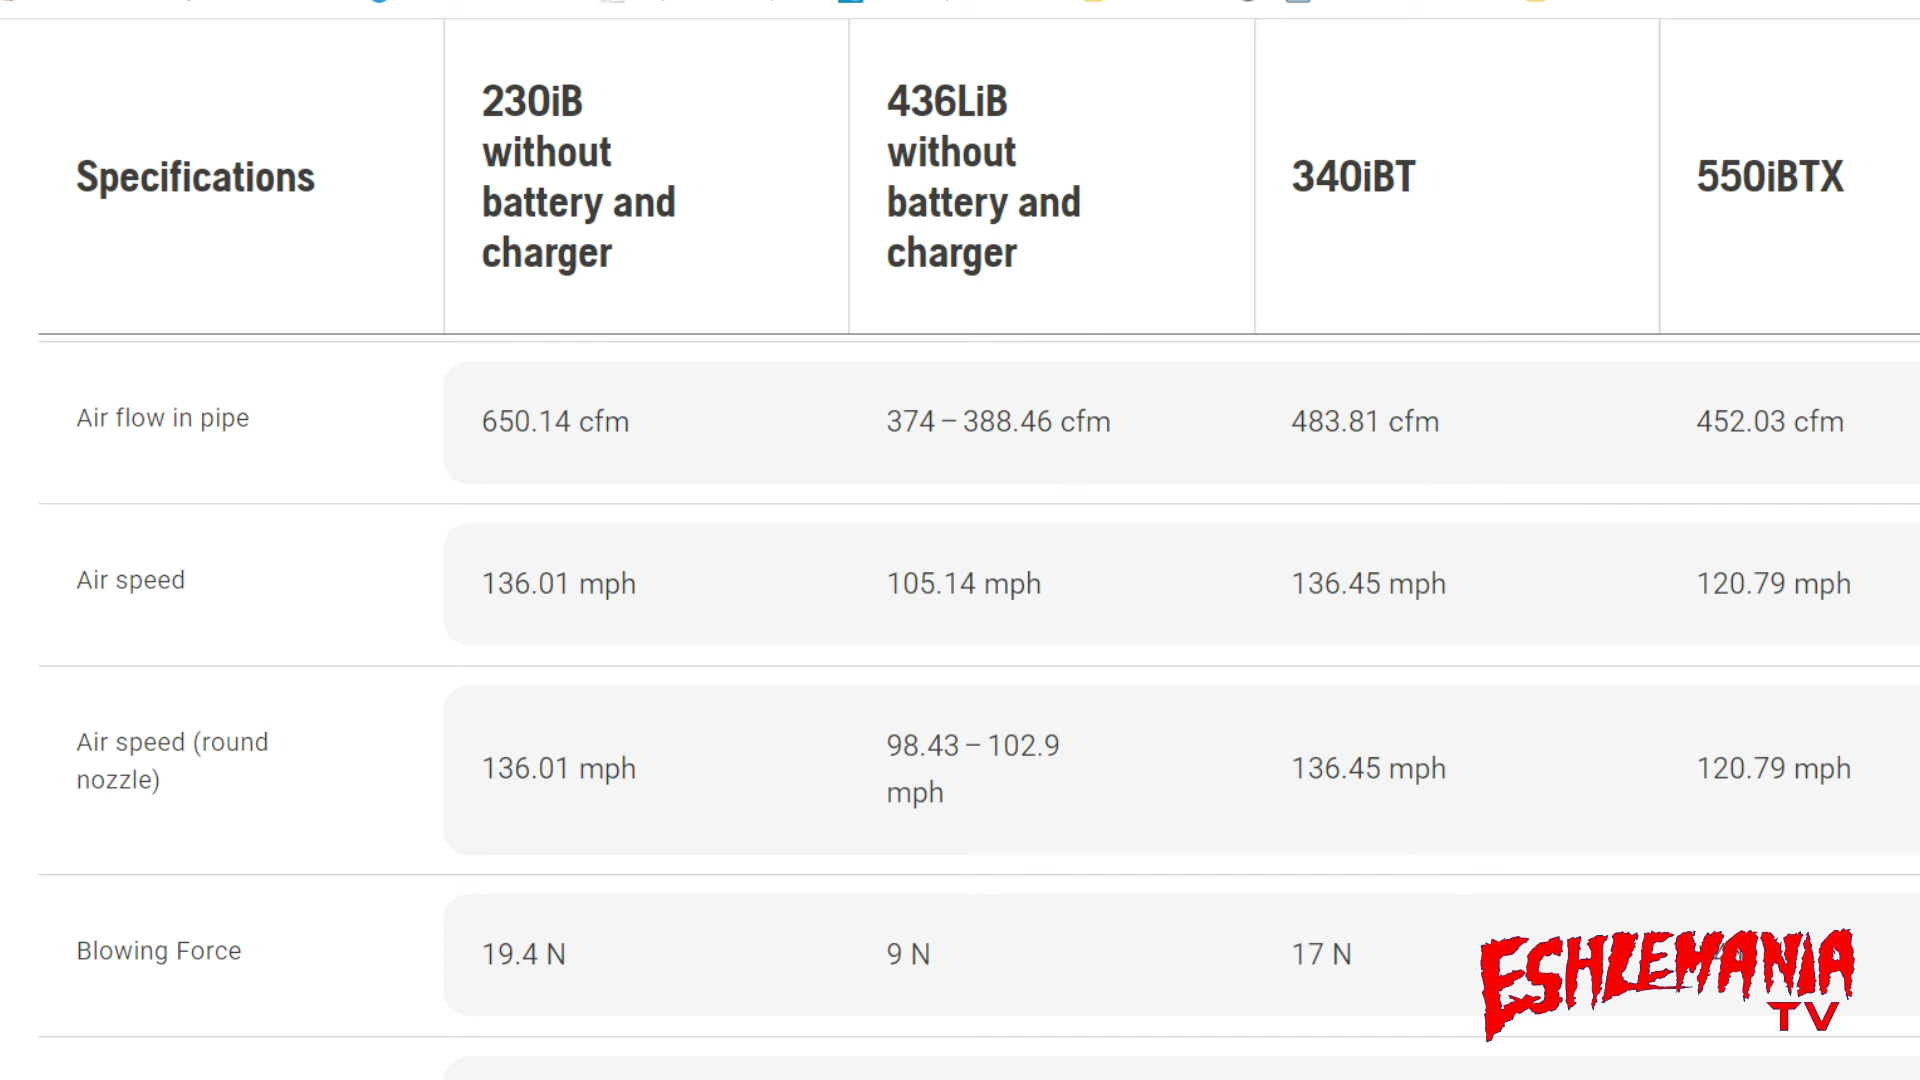 Specifications
230iB
without
battery and
charger
436LiB
without
battery and
charger
340iBT
550iBTX
Air flow in pipe
650.14 cfm
374 – 388.46 cfm
483.81 cfm
452.03 cfm
Air speed
136.01 mph
105.14 mph
136.45 mph
120.79 mph
Air speed (round
nozzle)
136.01 mph
98.43 – 102.9
mph
136.45 mph
120.79 mph
Blowing Force
19.4 N
9 N
17 N
ESHLEMANIA
TV